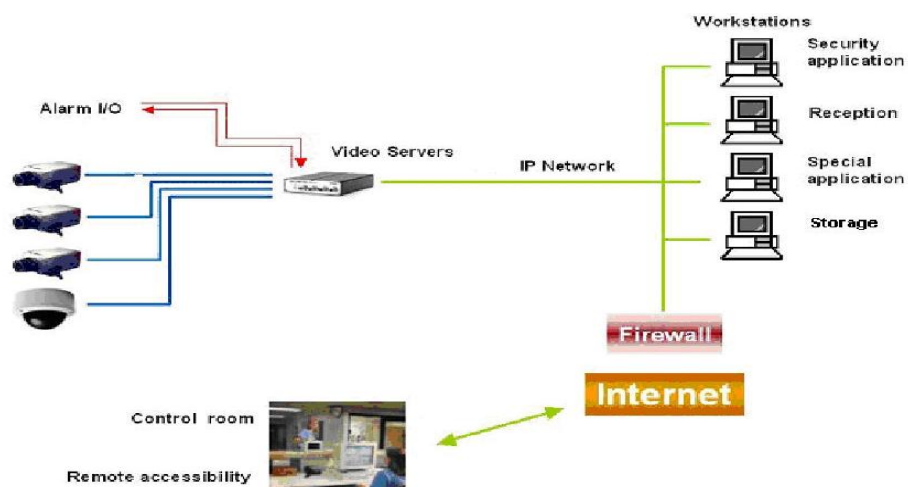 Workstations
Security
application
Alarm I/O
Reception
Video Servers
IP Network
Special
application
Storage
Firewall
Internet
Control room
Remote accessibility